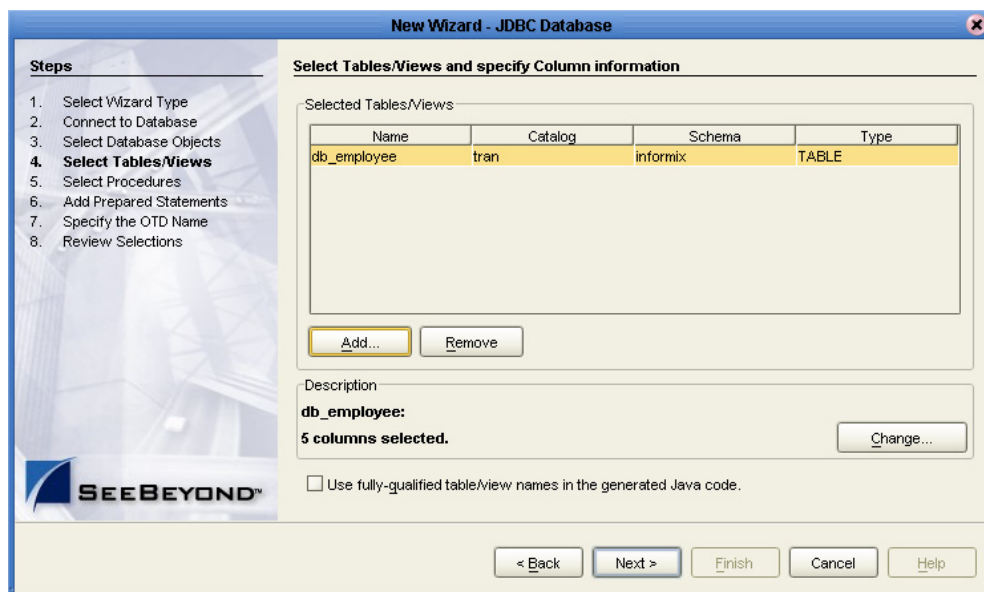 New Wizard - JDBC Database
Steps
1. Select Wizard Type
2. Connect to Database
3. Select Database Objects
4. Select Tables/Views
5. Select Procedures
6. Add Prepared Statements
7. Specify the OTD Name
8. Review Selections
SEEBEYOND™
Select Tables/Views and specify Column information
Selected Tables/Views
Name Catalog Schema Type
db_employee tran informix TABLE
Add... Remove
Description
db_employee:
5 columns selected.
Change...
Use fully-qualified table/view names in the generated Java code.
< Back Next > Finish Cancel Help